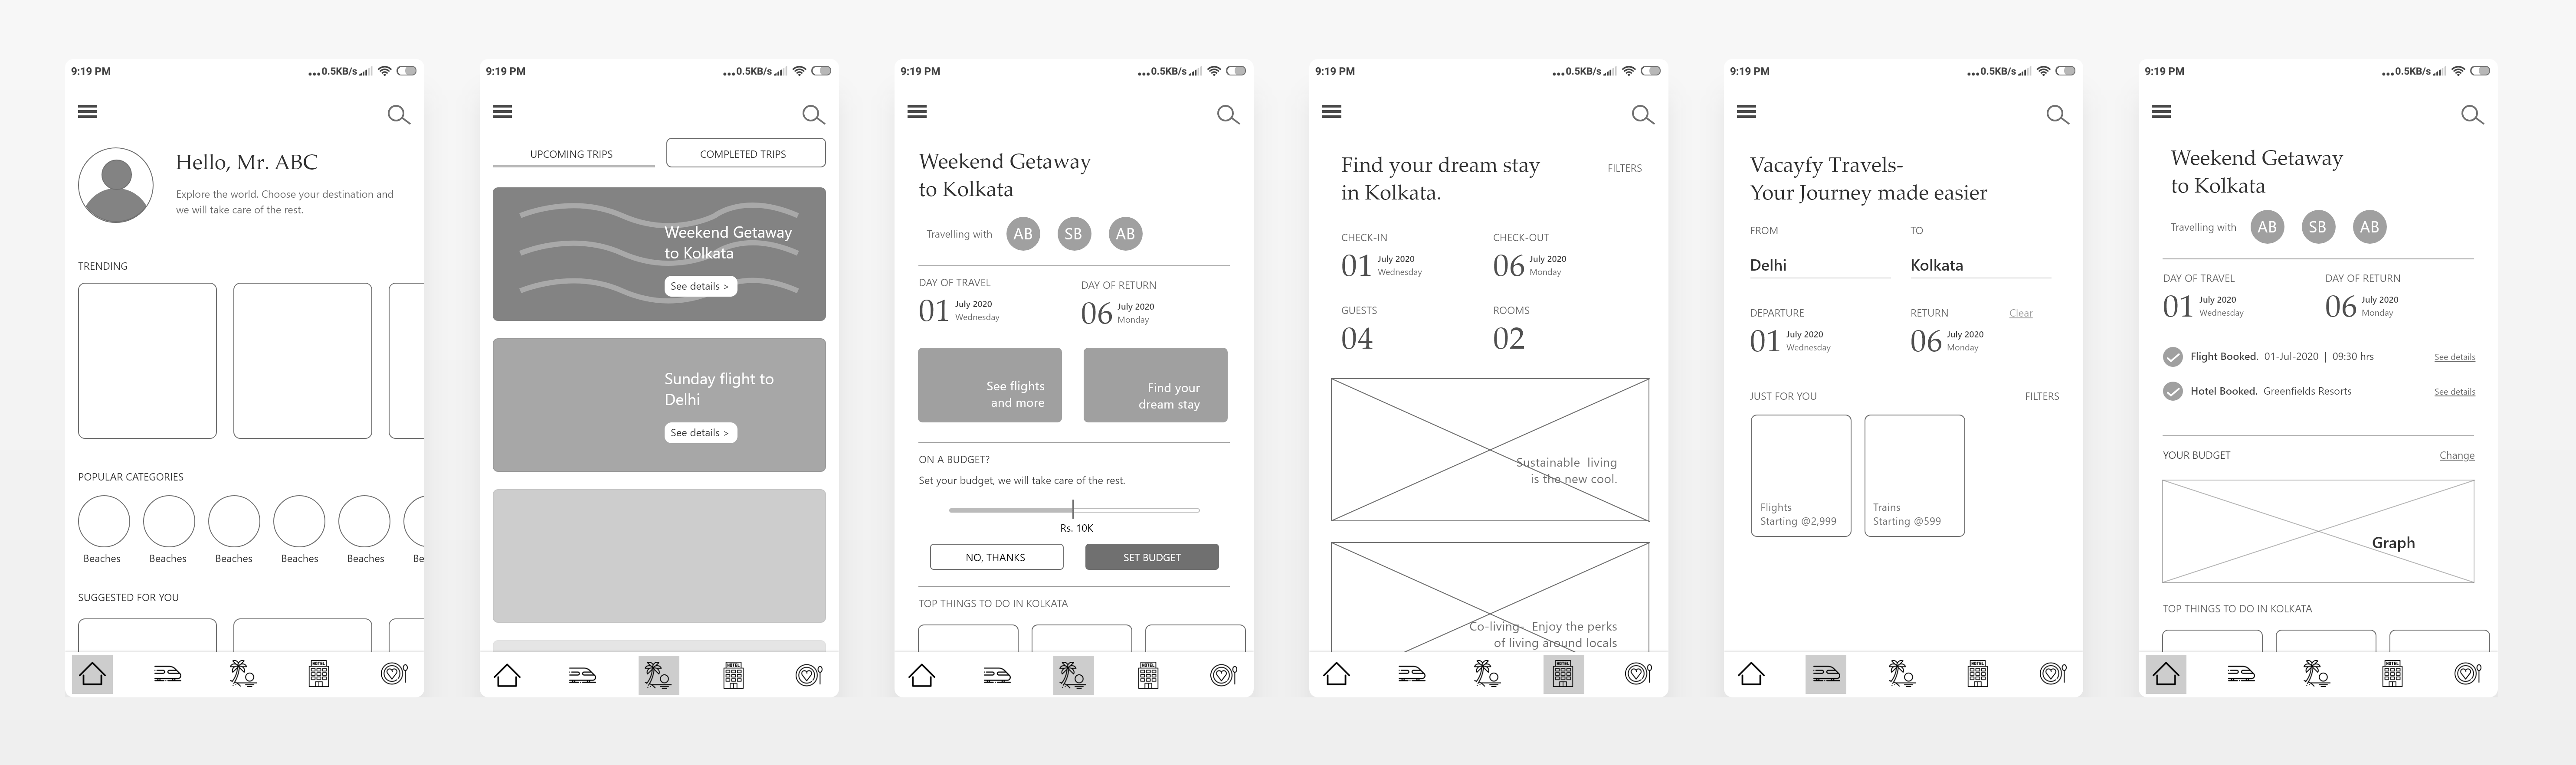 9:19 PM
...0.5KB/s
Hello, Mr. ABC
Explore the world. Choose your destination and
we will take care of the rest.
TRENDING
POPULAR CATEGORIES
Beaches Beaches Beaches Beaches Beaches Be
SUGGESTED FOR YOU
HOTEL
9:19 PM
...0.5KB/s
UPCOMING TRIPS
COMPLETED TRIPS
Weekend Getaway
to Kolkata
See details >
Sunday flight to
Delhi
See details >
HOTEL
9:19 PM
...0.5KB/s
Weekend Getaway
to Kolkata
Travelling with AB SB AB
DAY OF TRAVEL
01 July 2020
Wednesday
DAY OF RETURN
06 July 2020
Monday
See flights
and more
Find your
dream stay
ON A BUDGET?
Set your budget, we will take care of the rest.
Rs. 10K
NO, THANKS
SET BUDGET
TOP THINGS TO DO IN KOLKATA
HOTEL
9:19 PM
...0.5KB/s
Find your dream stay
in Kolkata.
FILTERS
CHECK-IN
01 July 2020
Wednesday
CHECK-OUT
06 July 2020
Monday
GUESTS
04
ROOMS
02
Sustainable living
is the new cool.
Co-living- Enjoy the perks
of living around locals
HOTEL
9:19 PM
...0.5KB/s
Vacayfy Travels-
Your Journey made easier
FROM
Delhi
TO
Kolkata
DEPARTURE
01 July 2020
Wednesday
RETURN
Clear
06 July 2020
Monday
JUST FOR YOU
FILTERS
Flights
Starting @2,999
Trains
Starting @599
HOTEL
9:19 PM
...0.5KB/s
Weekend Getaway
to Kolkata
Travelling with AB SB AB
DAY OF TRAVEL
01 July 2020
Wednesday
DAY OF RETURN
06 July 2020
Monday
Flight Booked. 01-Jul-2020 | 09:30 hrs See details
Hotel Booked. Greenfields Resorts See details
YOUR BUDGET
Change
Graph
TOP THINGS TO DO IN KOLKATA
HOTEL